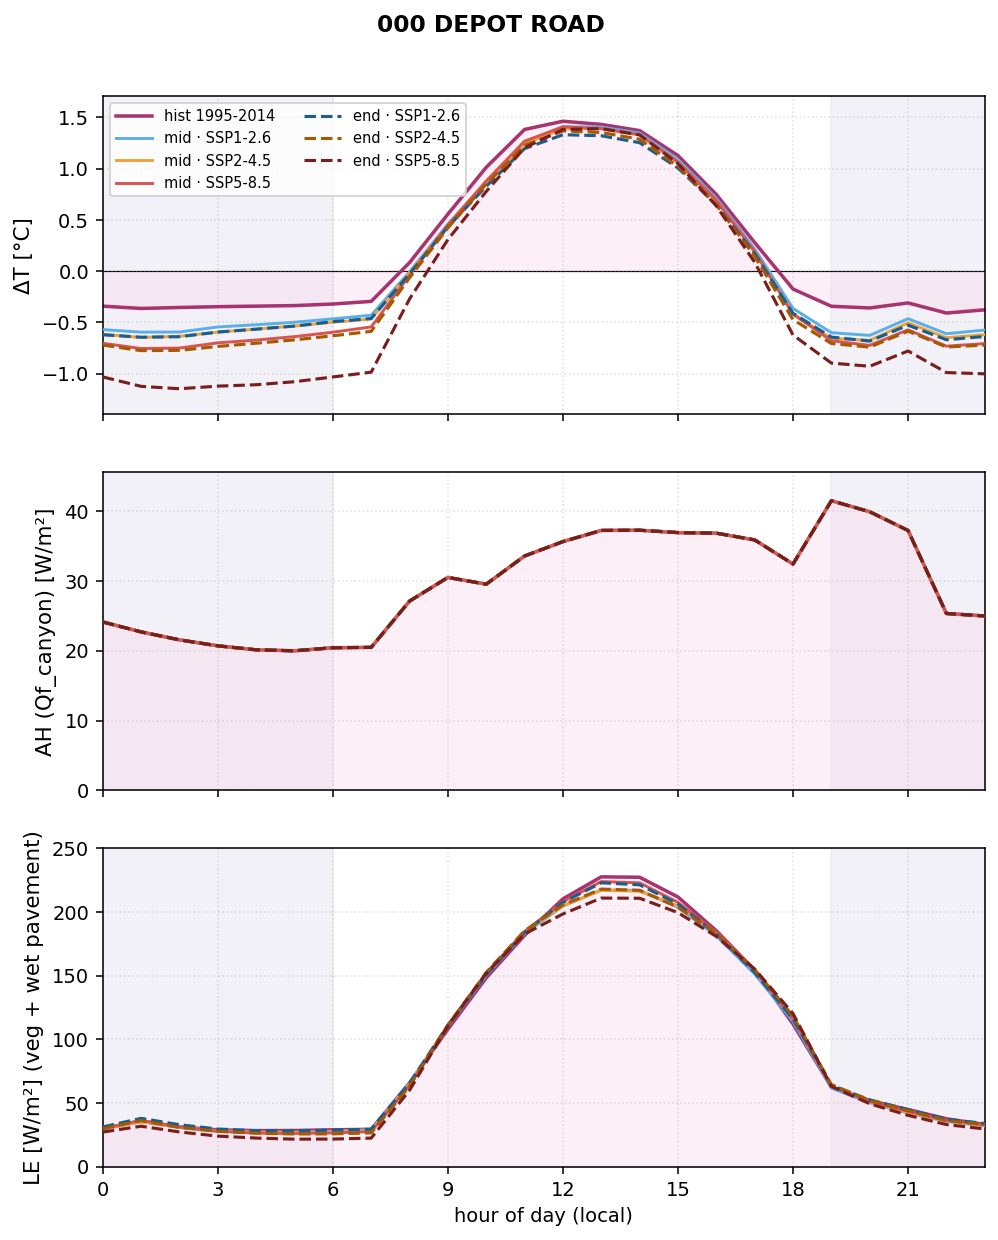 000 DEPOT ROAD
ΔT [°C]
1.5
1.0
0.5
0.0
−0.5
−1.0
hist 1995-2014
mid · SSP1-2.6
mid · SSP2-4.5
mid · SSP5-8.5
end · SSP1-2.6
end · SSP2-4.5
end · SSP5-8.5
AH (Qf_canyon) [W/m²]
40
30
20
10
0
LE [W/m²] (veg + wet pavement)
250
200
150
100
50
0
0 3 6 9 12 15 18 21
hour of day (local)